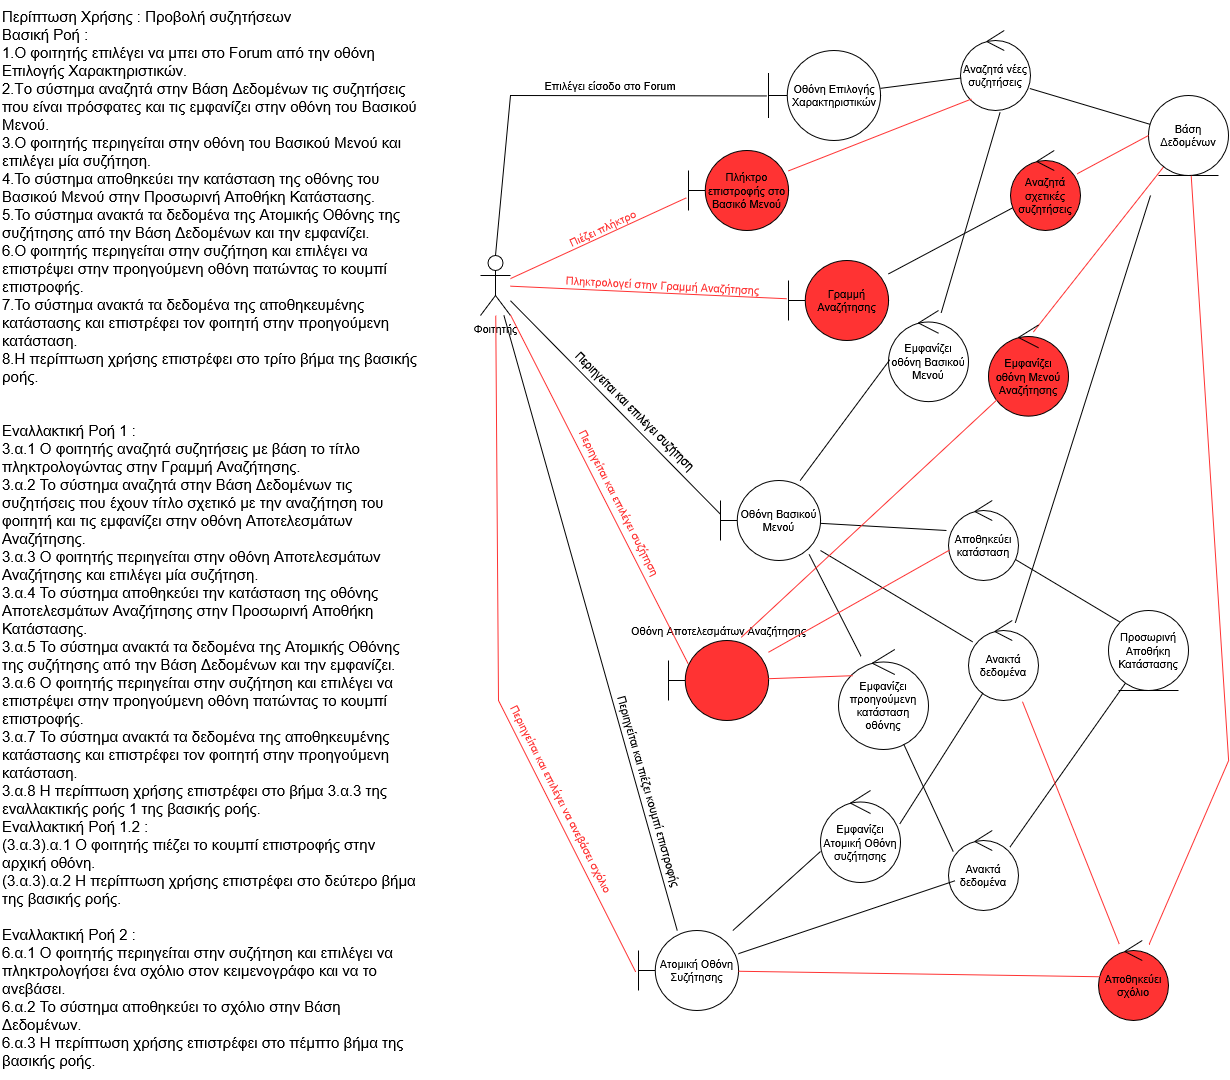 Περίπτωση Χρήσης : Προβολή συζητήσεων
Βασική Ροή :
1.Ο φοιτητής επιλέγει να μπει στο Forum από την οθόνη
Επιλογής Χαρακτηριστικών.
2.Το σύστημα αναζητά στην Βάση Δεδομένων τις συζητήσεις
που είναι πρόσφατες και τις εμφανίζει στην οθόνη του Βασικού
Μενού.
3.Ο φοιτητής περιηγείται στην οθόνη του Βασικού Μενού και
επιλέγει μία συζήτηση.
4.Το σύστημα αποθηκεύει την κατάσταση της οθόνης του
Βασικού Μενού στην Προσωρινή Αποθήκη Κατάστασης.
5.Το σύστημα ανακτά τα δεδομένα της Ατομικής Οθόνης της
συζήτησης από την Βάση Δεδομένων και την εμφανίζει.
6.Ο φοιτητής περιηγείται στην συζήτηση και επιλέγει να
επιστρέψει στην προηγούμενη οθόνη πατώντας το κουμπί
επιστροφής.
7.Το σύστημα ανακτά τα δεδομένα της αποθηκευμένης
κατάστασης και επιστρέφει τον φοιτητή στην προηγούμενη
κατάσταση.
8.Η περίπτωση χρήσης επιστρέφει στο τρίτο βήμα της βασικής
ροής.
Εναλλακτική Ροή 1 :
3.α.1 Ο φοιτητής αναζητά συζητήσεις με βάση το τίτλο
πληκτρολογώντας στην Γραμμή Αναζήτησης.
3.α.2 Το σύστημα αναζητά στην Βάση Δεδομένων τις
συζητήσεις που έχουν τίτλο σχετικό με την αναζήτηση του
φοιτητή και τις εμφανίζει στην οθόνη Αποτελεσμάτων
Αναζήτησης.
3.α.3 Ο φοιτητής περιηγείται στην οθόνη Αποτελεσμάτων
Αναζήτησης και επιλέγει μία συζήτηση.
3.α.4 Το σύστημα αποθηκεύει την κατάσταση της οθόνης
Αποτελεσμάτων Αναζήτησης στην Προσωρινή Αποθήκη
Κατάστασης.
3.α.5 Το σύστημα ανακτά τα δεδομένα της Ατομικής Οθόνης
της συζήτησης από την Βάση Δεδομένων και την εμφανίζει.
3.α.6 Ο φοιτητής περιηγείται στην συζήτηση και επιλέγει να
επιστρέψει στην προηγούμενη οθόνη πατώντας το κουμπί
επιστροφής.
3.α.7 Το σύστημα ανακτά τα δεδομένα της αποθηκευμένης
κατάστασης και επιστρέφει τον φοιτητή στην προηγούμενη
κατάσταση.
3.α.8 Η περίπτωση χρήσης επιστρέφει στο βήμα 3.α.3 της
εναλλακτικής ροής 1 της βασικής ροής.
Εναλλακτική Ροή 1.2 :
(3.α.3).α.1 Ο φοιτητής πιέζει το κουμπί επιστροφής στην
αρχική οθόνη.
(3.α.3).α.2 Η περίπτωση χρήσης επιστρέφει στο δεύτερο βήμα
της βασικής ροής.
Εναλλακτική Ροή 2 :
6.α.1 Ο φοιτητής περιηγείται στην συζήτηση και επιλέγει να
πληκτρολογήσει ένα σχόλιο στον κειμενογράφο και να το
ανεβάσει.
6.α.2 Το σύστημα αποθηκεύει το σχόλιο στην Βάση
Δεδομένων.
6.α.3 Η περίπτωση χρήσης επιστρέφει στο πέμπτο βήμα της
βασικής ροής.
Επιλέγει είσοδο στο Forum
Οθόνη Επιλογής
Χαρακτηριστικών
Αναζητά νέες
συζητήσεις
Βάση
Δεδομένων
Πλήκτρο
επιστροφής στο
Βασικό Μενού
Αναζητά
σχετικές
συζητήσεις
Πιέζει πλήκτρο
Πληκτρολογεί στην Γραμμή Αναζήτησης
Γραμμή
Αναζήτησης
Φοιτητής
Εμφανίζει
οθόνη Βασικού
Μενού
Εμφανίζει
οθόνη Μενού
Αναζήτησης
Περιηγείται και επιλέγει συζήτηση
Περιηγείται και επιλέγει συζήτηση
Οθόνη Βασικού
Μενού
Αποθηκεύει
κατάσταση
Οθόνη Αποτελεσμάτων Αναζήτησης
Προσωρινή
Αποθήκη
Κατάστασης
Ανακτά
δεδομένα
Εμφανίζει
προηγούμενη
κατάσταση
οθόνης
Περιηγείται και πιέζει κουμπί επιστροφής
Περιηγείται και επιλέγει να ανεβάσει σχόλιο
Εμφανίζει
Ατομική Οθόνη
συζήτησης
Ανακτά
δεδομένα
Ατομική Οθόνη
Συζήτησης
Αποθηκεύει
σχόλιο